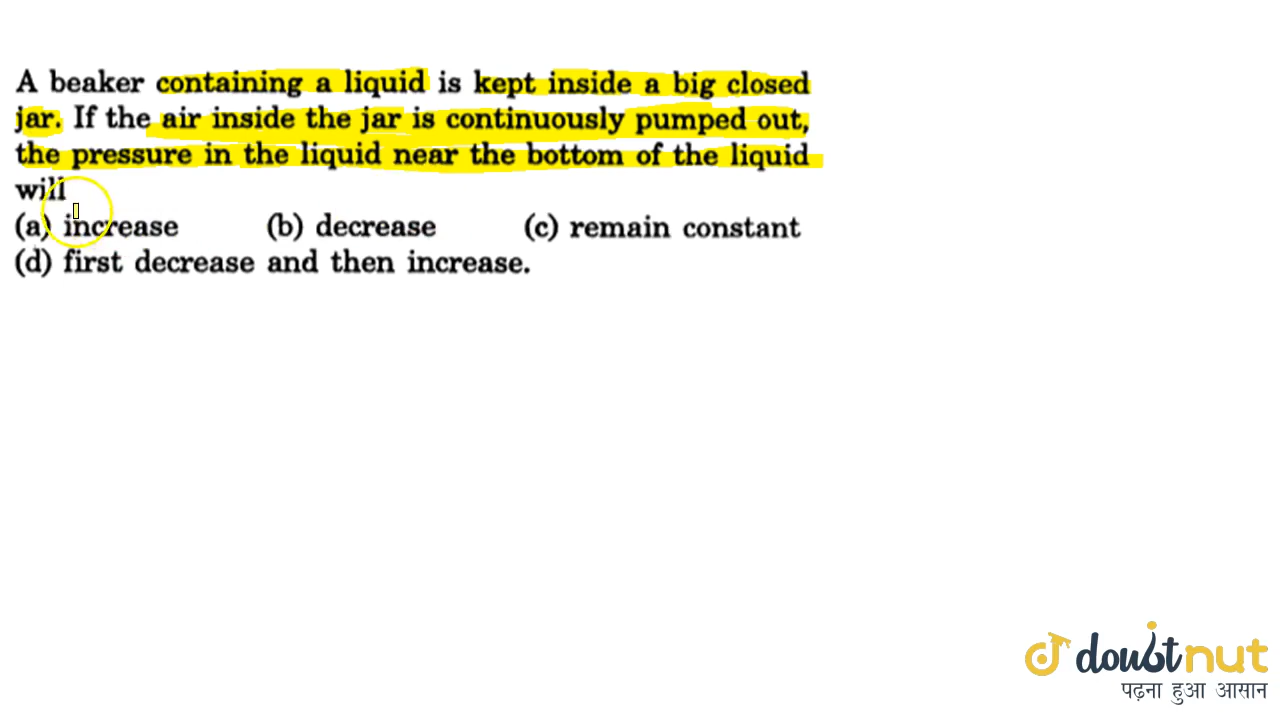 A beaker containing a liquid is kept inside a big closed
jar. If the air inside the jar is continuously pumped out,
the pressure in the liquid near the bottom of the liquid
will
(a) increase (b) decrease (c) remain constant
(d) first decrease and then increase.
doubtnut
पढ़ना हुआ आसान